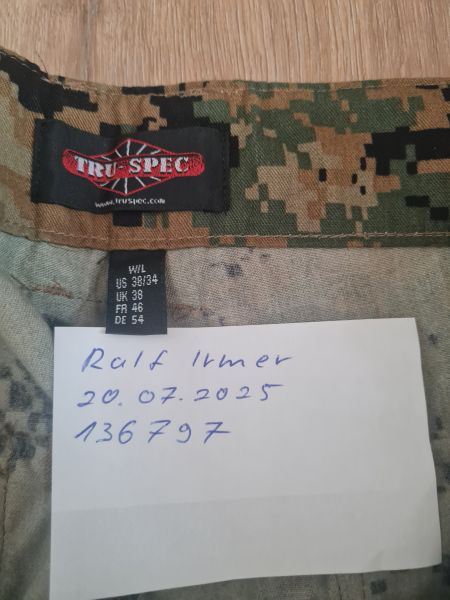 TRU-SPEC
www.truspec.com
W/L
US 38/34
UK 38
FR 46
DE 54
Ralf Irmer
20.07.2025
136797